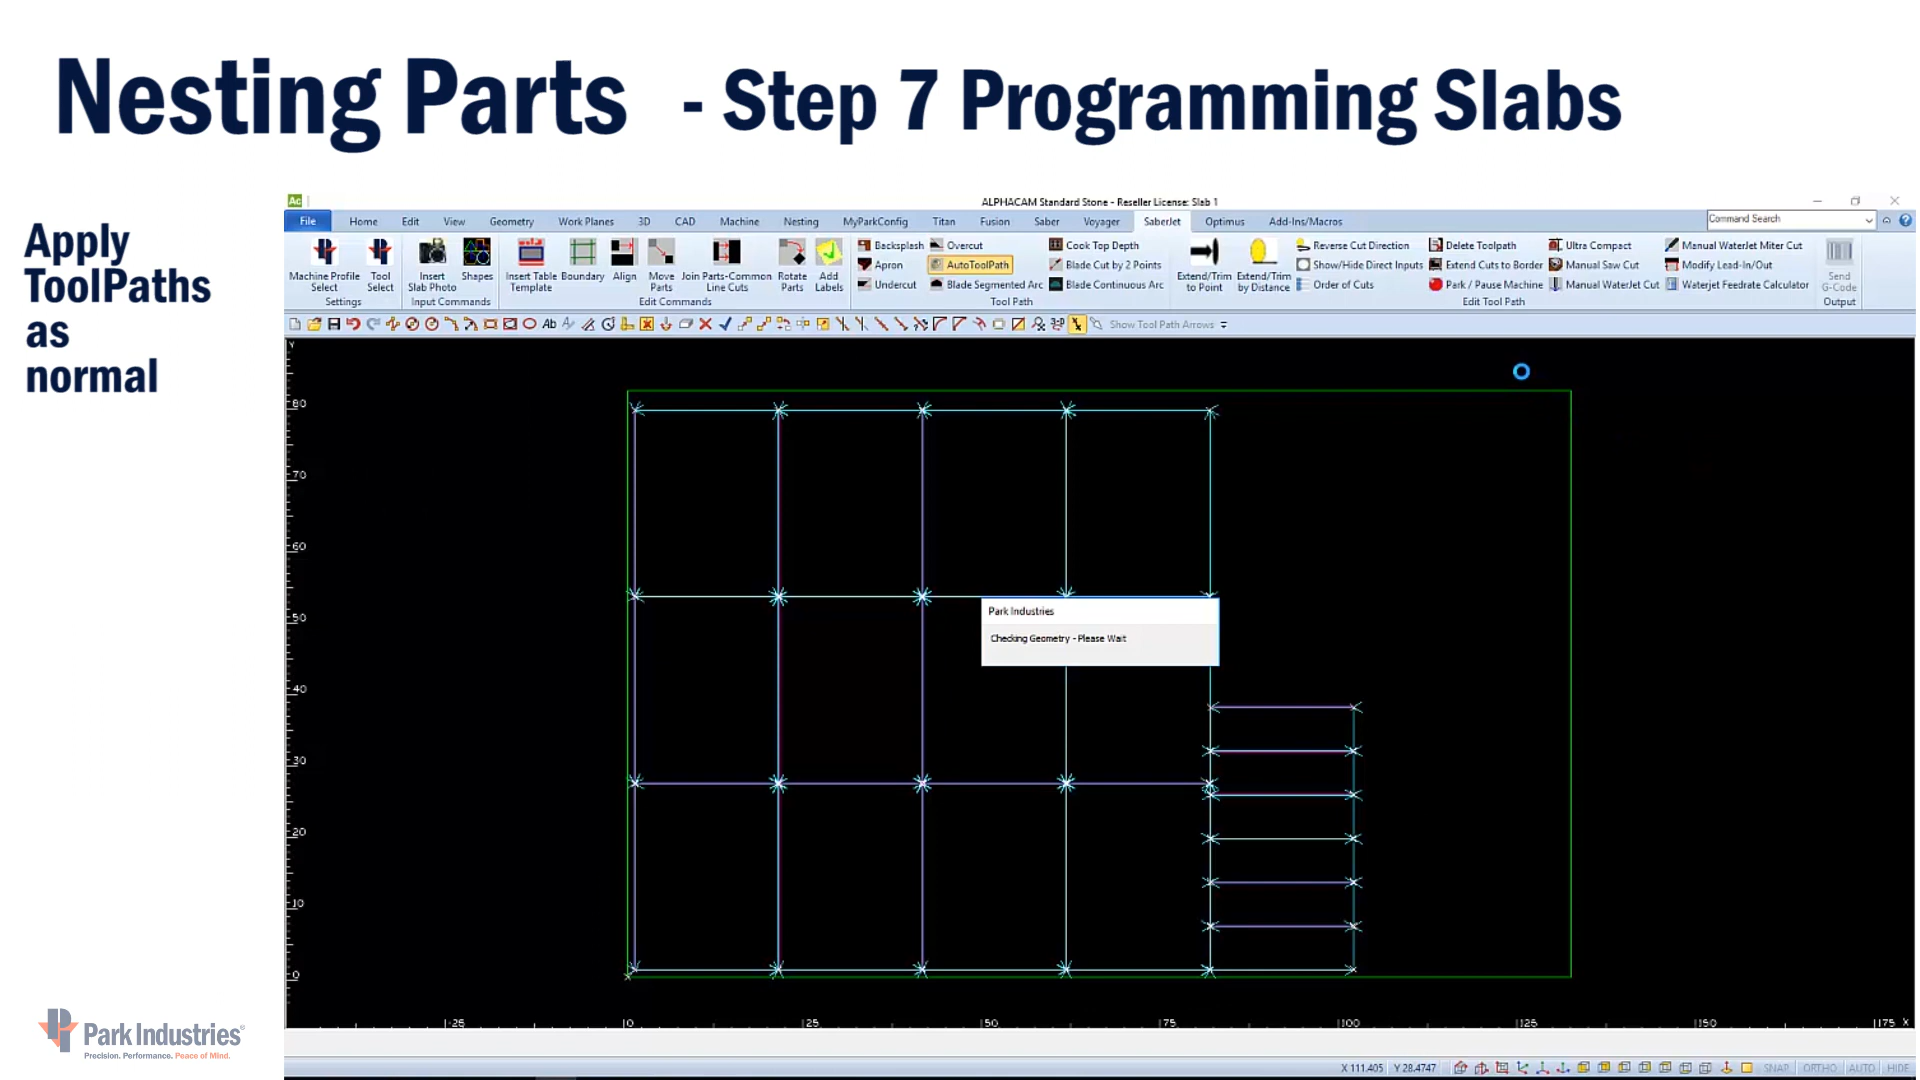 Nesting Parts - Step 7 Programming Slabs
Apply
ToolPaths
as
normal
Ac
ALPHACAM Standard Stone - Reseller License: Slab 1
File Home Edit View Geometry Work Planes 3D CAD Machine Nesting MyParkConfig Titan Fusion Saber Voyager SaberJet Optimus Add-Ins/Macros Command Search
Machine Profile Select
Tool Select
Settings
Insert Slab Photo
Shapes
Input Commands
Insert Table Template
Boundary
Align
Move Parts
Join Parts-Common Line Cuts
Rotate Parts
Add Labels
Edit Commands
Backsplash Overcut Cook Top Depth
Apron AutoToolPath Blade Cut by 2 Points
Undercut Blade Segmented Arc Blade Continuous Arc
Tool Path
Extend/Trim to Point
Extend/Trim by Distance
Reverse Cut Direction Delete Toolpath Ultra Compact Manual WaterJet Miter Cut
Show/Hide Direct Inputs Extend Cuts to Border Manual Saw Cut Modify Lead-In/Out
Order of Cuts Park / Pause Machine Manual WaterJet Cut Waterjet Feedrate Calculator
Edit Tool Path
Send G-Code
Output
Ab
3-D
Show Tool Path Arrows
Y
80
70
60
50
Park Industries
Checking Geometry - Please Wait
40
30
20
10
0
-25 0 25 50 75 100 125 150 175 X
X 111.405 Y 28.4747 SNAP ORTHO AUTO HIDE
Park Industries®
Precision. Performance. Peace of Mind.